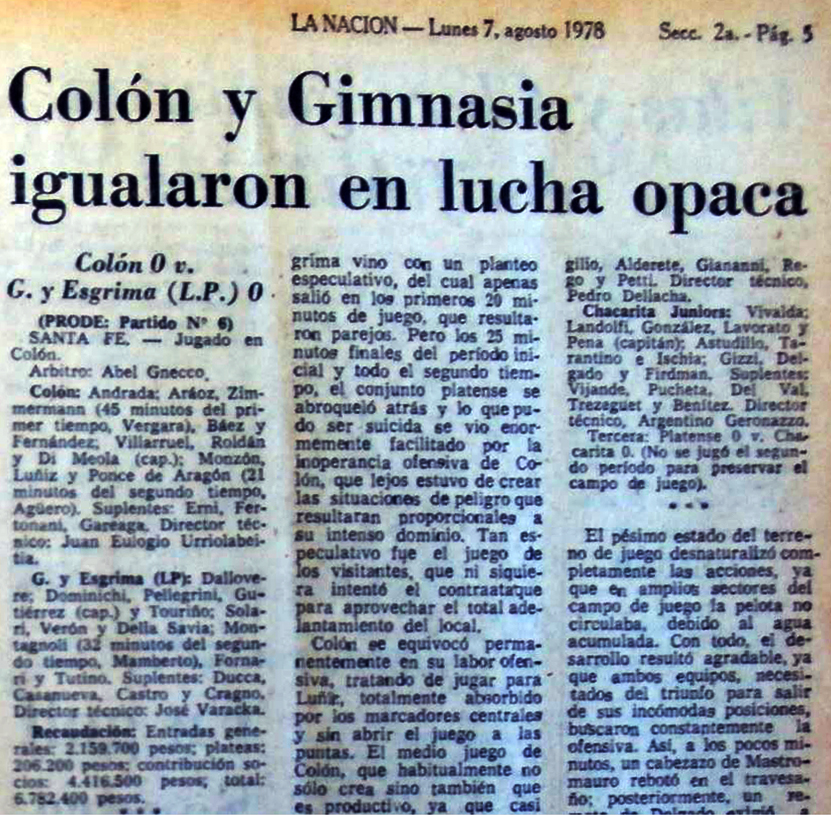 LA NACION — Lunes 7, agosto 1978 Secc. 2a. - Pág. 5
Colón y Gimnasia
igualaron en lucha opaca
Colón 0 v.
G. y Esgrima (L.P.) 0
(PRODE: Partido Nº 6)
SANTA FE. — Jugado en
Colón.
Arbitro: Abel Gnecco.
Colón: Andrada; Aráoz, Zim-
mermann (45 minutos del pri-
mer tiempo, Vergara), Báez y
Fernández; Villarruel, Roldán
y Di Meola (cap.); Monzón,
Luñiz y Ponce de Aragón (21
minutos del segundo tiempo,
Agüero). Suplentes: Erni, Fer-
tonani, Gareaga, Director téc-
nico: Juan Eulogio Urriolabei-
tia.
G. y Esgrima (LP): Dallove-
re; Dominichi, Pellegrini, Gu-
tiérrez (cap.) y Touriño; Sola-
ri, Verón y Della Savia; Mon-
tagnoli (32 minutos del segun-
do tiempo, Mamberto), Forna-
ri y Tutino. Suplentes: Ducca,
Casanueva, Castro y Cragno.
Director técnico: José Varacka.
Recaudación: Entradas gene-
rales: 2.159.700 pesos; plateas:
206.200 pesos; contribución so-
cios: 4.416.500 pesos; total:
6.782.400 pesos.
* * *
grima vino con un planteo
especulativo, del cual apenas
salió en los primeros 20 mi-
nutos de juego, que resulta-
ron parejos. Pero los 25 mi-
nutos finales del período ini-
cial y todo el segundo tiem-
po, el conjunto platense se
abroqueló atrás y lo que pu-
do ser suicida se vio enor-
memente facilitado por la
inoperancia ofensiva de Co-
lón, que lejos estuvo de crear
las situaciones de peligro que
resultaran proporcionales a
su intenso dominio. Tan es-
peculativo fue el juego de
los visitantes, que ni siquie-
ra intentó el contraataque
para aprovechar el total ade-
lantamiento del local.
Colón se equivocó perma-
nentemente en su labor ofen-
siva, tratando de jugar para
Luñiz, totalmente absorbido
por los marcadores centrales
y sin abrir el juego a las
puntas. El medio juego de
Colón, que habitualmente no
sólo crea sino también que
es productivo, ya que casi
gilio, Alderete, Giananni, Re-
go y Petti. Director técnico,
Pedro Dellacha.
Chacarita Juniors: Vivalda;
Landolfi, González, Lavorato y
Pena (capitán); Astudillo, Ta-
rantino e Ischia; Gizzi, Del-
gado y Firdman. Suplentes:
Vijande, Pucheta, Del Val,
Trezeguet y Benítez. Director
técnico, Argentino Geronazzo.
Tercera: Platense 0 v. Cha-
carita 0. (No se jugó el segun-
do período para preservar el
campo de juego).
* * *
El pésimo estado del terre-
no de juego desnaturalizó com-
pletamente las acciones, ya
que en amplios sectores del
campo de juego la pelota no
circulaba, debido al agua
acumulada. Con todo, el de-
sarrollo resultó agradable, ya
que ambos equipos, necesi-
tados del triunfo para salir
de sus incómodas posiciones,
buscaron constantemente la
ofensiva. Así, a los pocos mi-
nutos, un cabezazo de Mastro-
mauro rebotó en el travesa-
ño; posteriormente, un re-